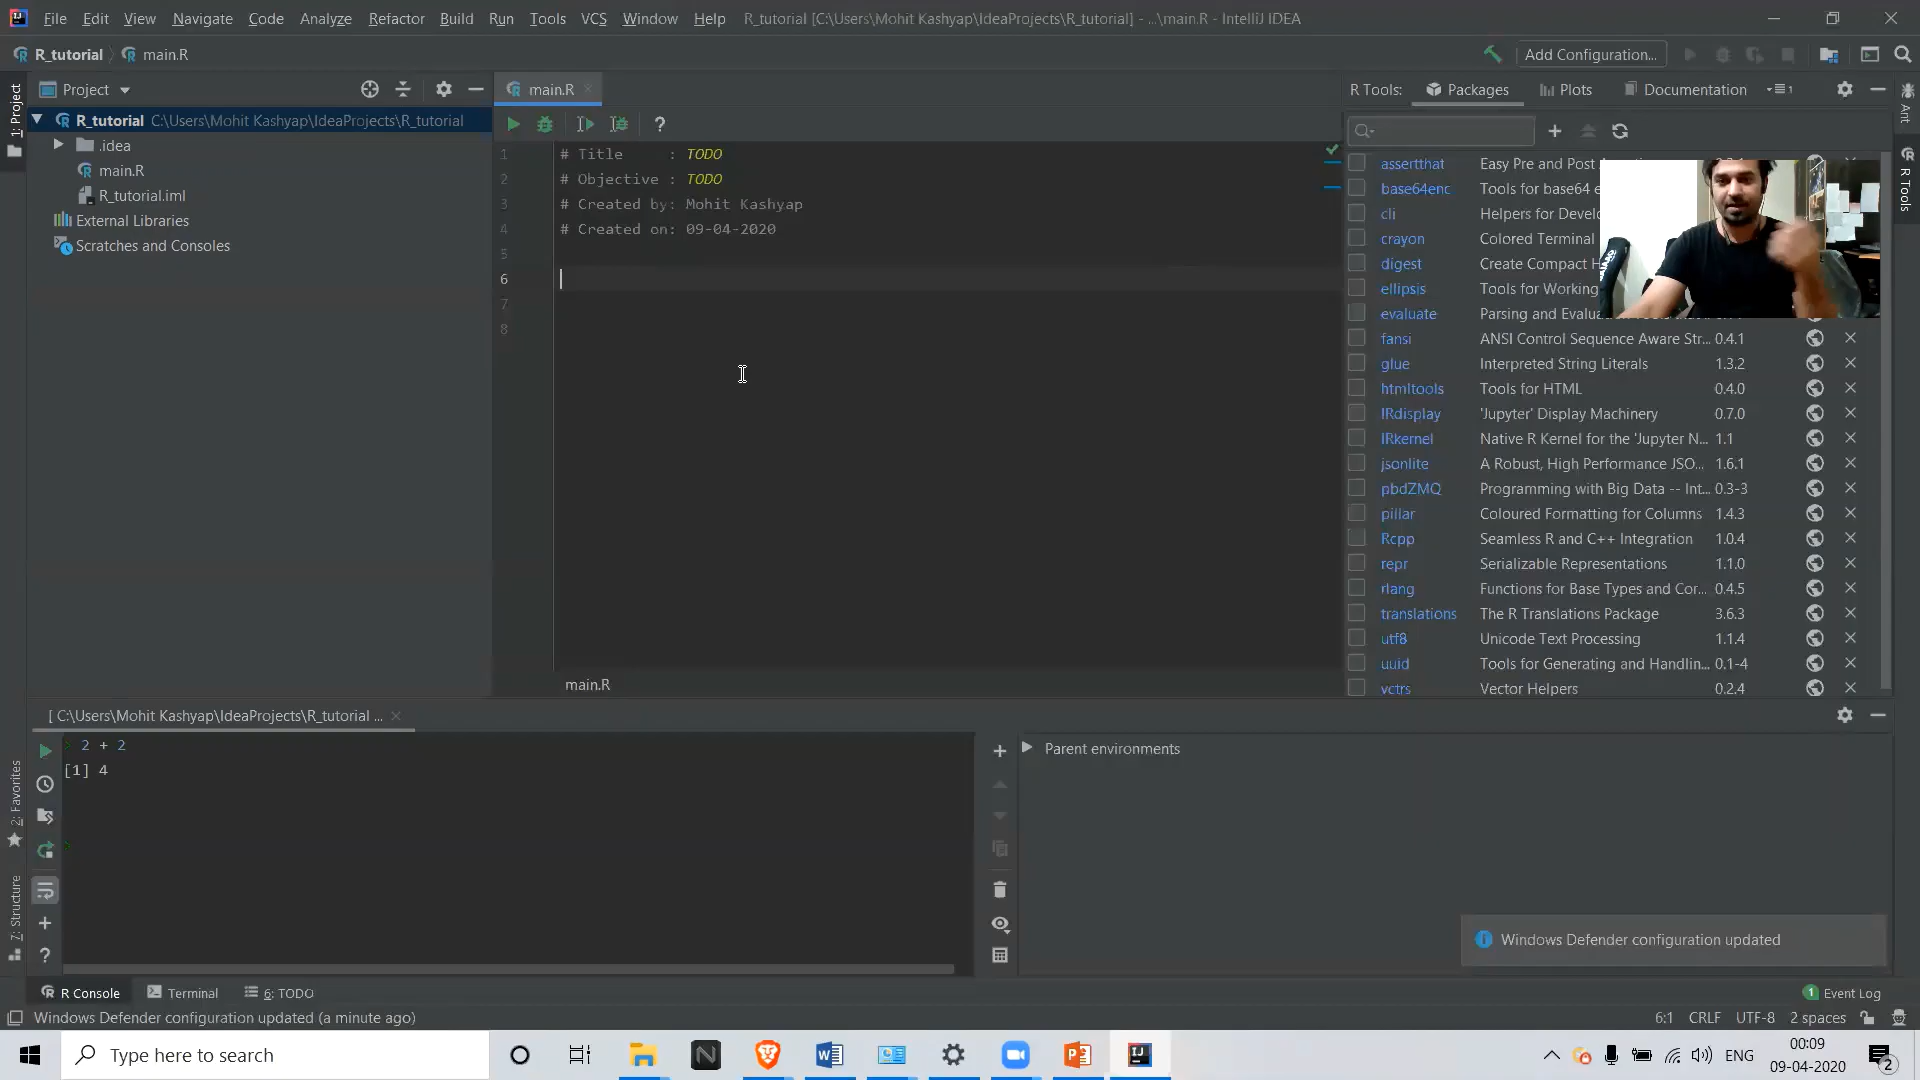 File Edit View Navigate Code Analyze Refactor Build Run Tools VCS Window Help R_tutorial [C:\Users\Mohit Kashyap\IdeaProjects\R_tutorial] - ...\main.R - IntelliJ IDEA
R_tutorial main.R
Add Configuration...
1: Project
Project
R_tutorial C:\Users\Mohit Kashyap\IdeaProjects\R_tutorial
.idea
main.R
R_tutorial.iml
External Libraries
Scratches and Consoles
main.R
1 # Title : TODO
2 # Objective : TODO
3 # Created by: Mohit Kashyap
4 # Created on: 09-04-2020
5
6
7
8
main.R
R Tools: Packages Plots Documentation
Ant
R Tools
assertthat Easy Pre and Post
base64enc Tools for base64 e
cli Helpers for Devel
crayon Colored Terminal
digest Create Compact H
ellipsis Tools for Working
evaluate Parsing and Evalua
fansi ANSI Control Sequence Aware Str... 0.4.1
glue Interpreted String Literals 1.3.2
htmltools Tools for HTML 0.4.0
IRdisplay 'Jupyter' Display Machinery 0.7.0
IRkernel Native R Kernel for the 'Jupyter N... 1.1
jsonlite A Robust, High Performance JSO... 1.6.1
pbdZMQ Programming with Big Data -- Int... 0.3-3
pillar Coloured Formatting for Columns 1.4.3
Rcpp Seamless R and C++ Integration 1.0.4
repr Serializable Representations 1.1.0
rlang Functions for Base Types and Cor... 0.4.5
translations The R Translations Package 3.6.3
utf8 Unicode Text Processing 1.1.4
uuid Tools for Generating and Handlin... 0.1-4
vctrs Vector Helpers 0.2.4
[ C:\Users\Mohit Kashyap\IdeaProjects\R_tutorial ...
2 + 2
[1] 4
Parent environments
2: Favorites
7: Structure
Windows Defender configuration updated
R Console Terminal 6: TODO
1 Event Log
Windows Defender configuration updated (a minute ago)
6:1 CRLF UTF-8 2 spaces
Type here to search
ENG
00:09
09-04-2020
2